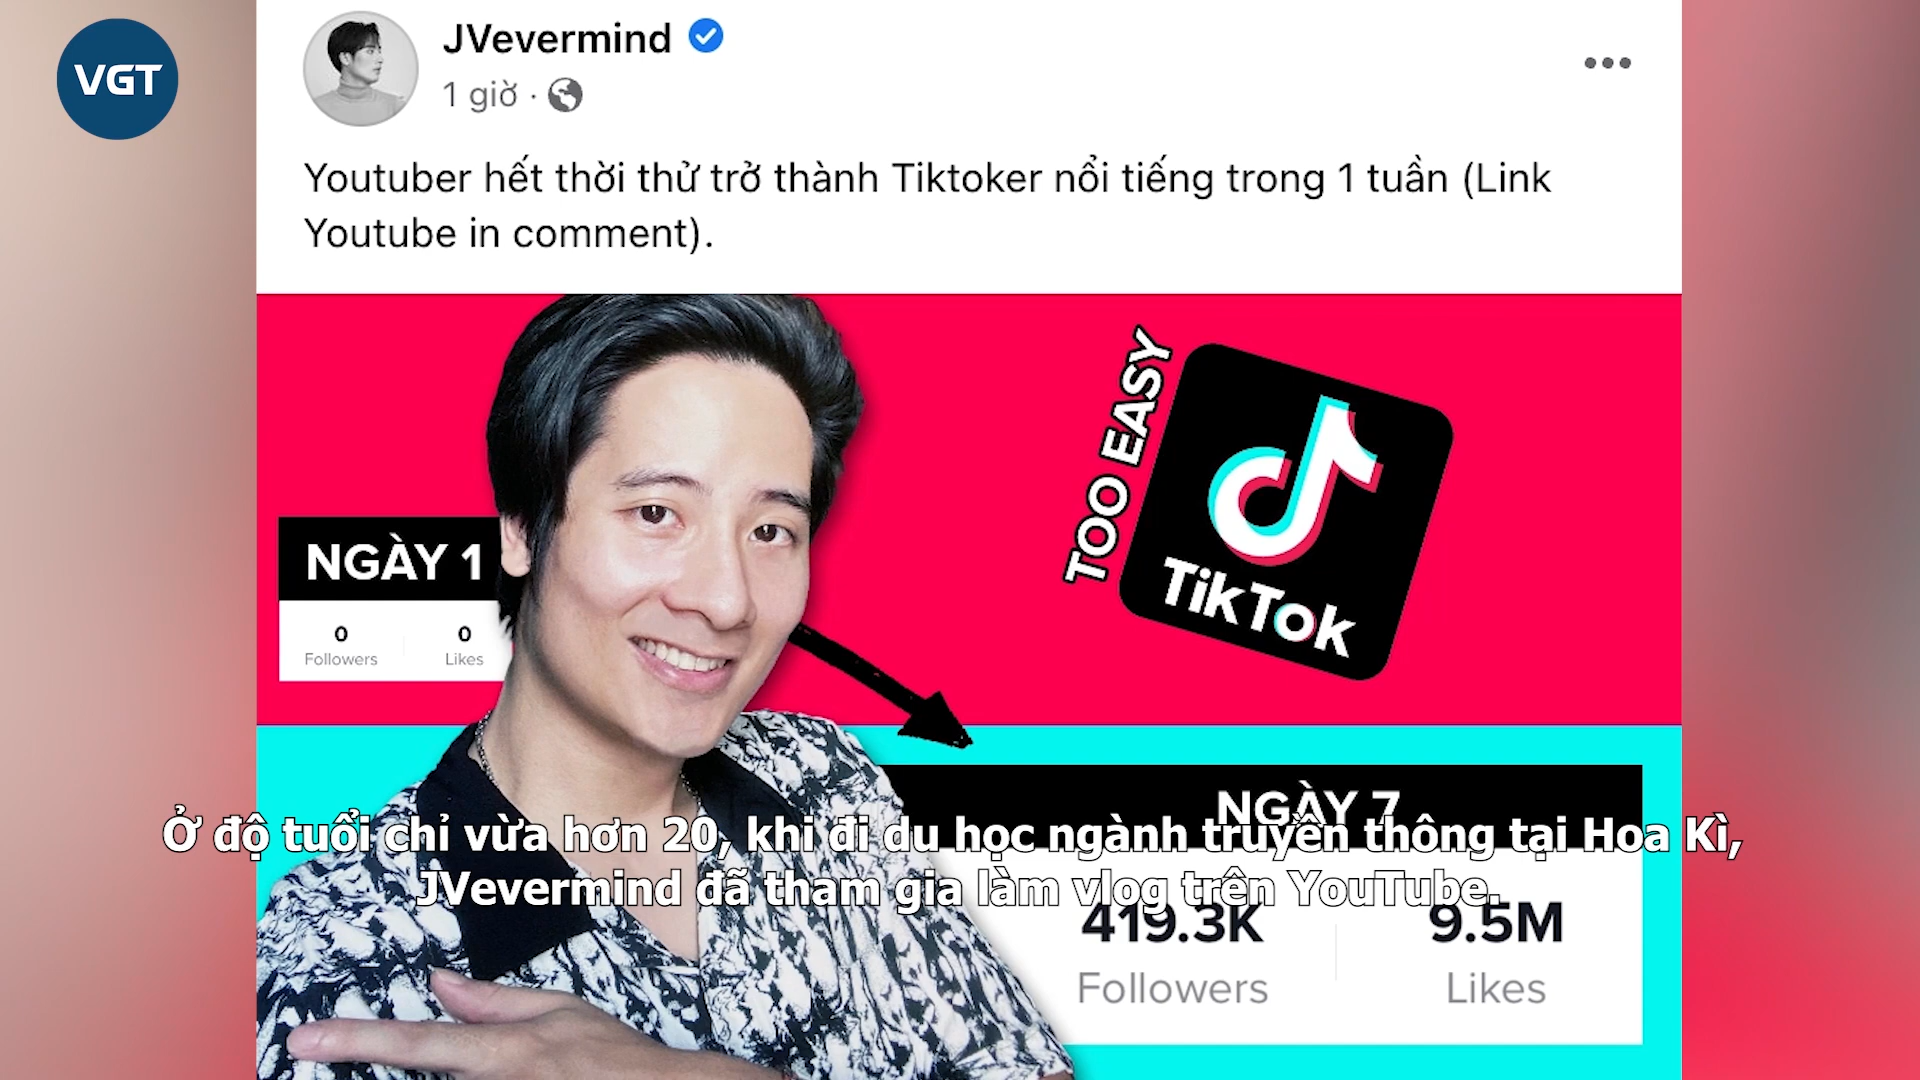 VGT
JVevermind
1 giờ ·
Youtuber hết thời thử trở thành Tiktoker nổi tiếng trong 1 tuần (Link
Youtube in comment).
TOO EASY
TikTok
NGÀY 1
0 0
Followers Likes
NGÀY 7
Ở độ tuổi chỉ vừa hơn 20, khi đi du học ngành truyền thông tại Hoa Kì,
JVevermind đã tham gia làm vlog trên YouTube.
419.3K 9.5M
Followers Likes